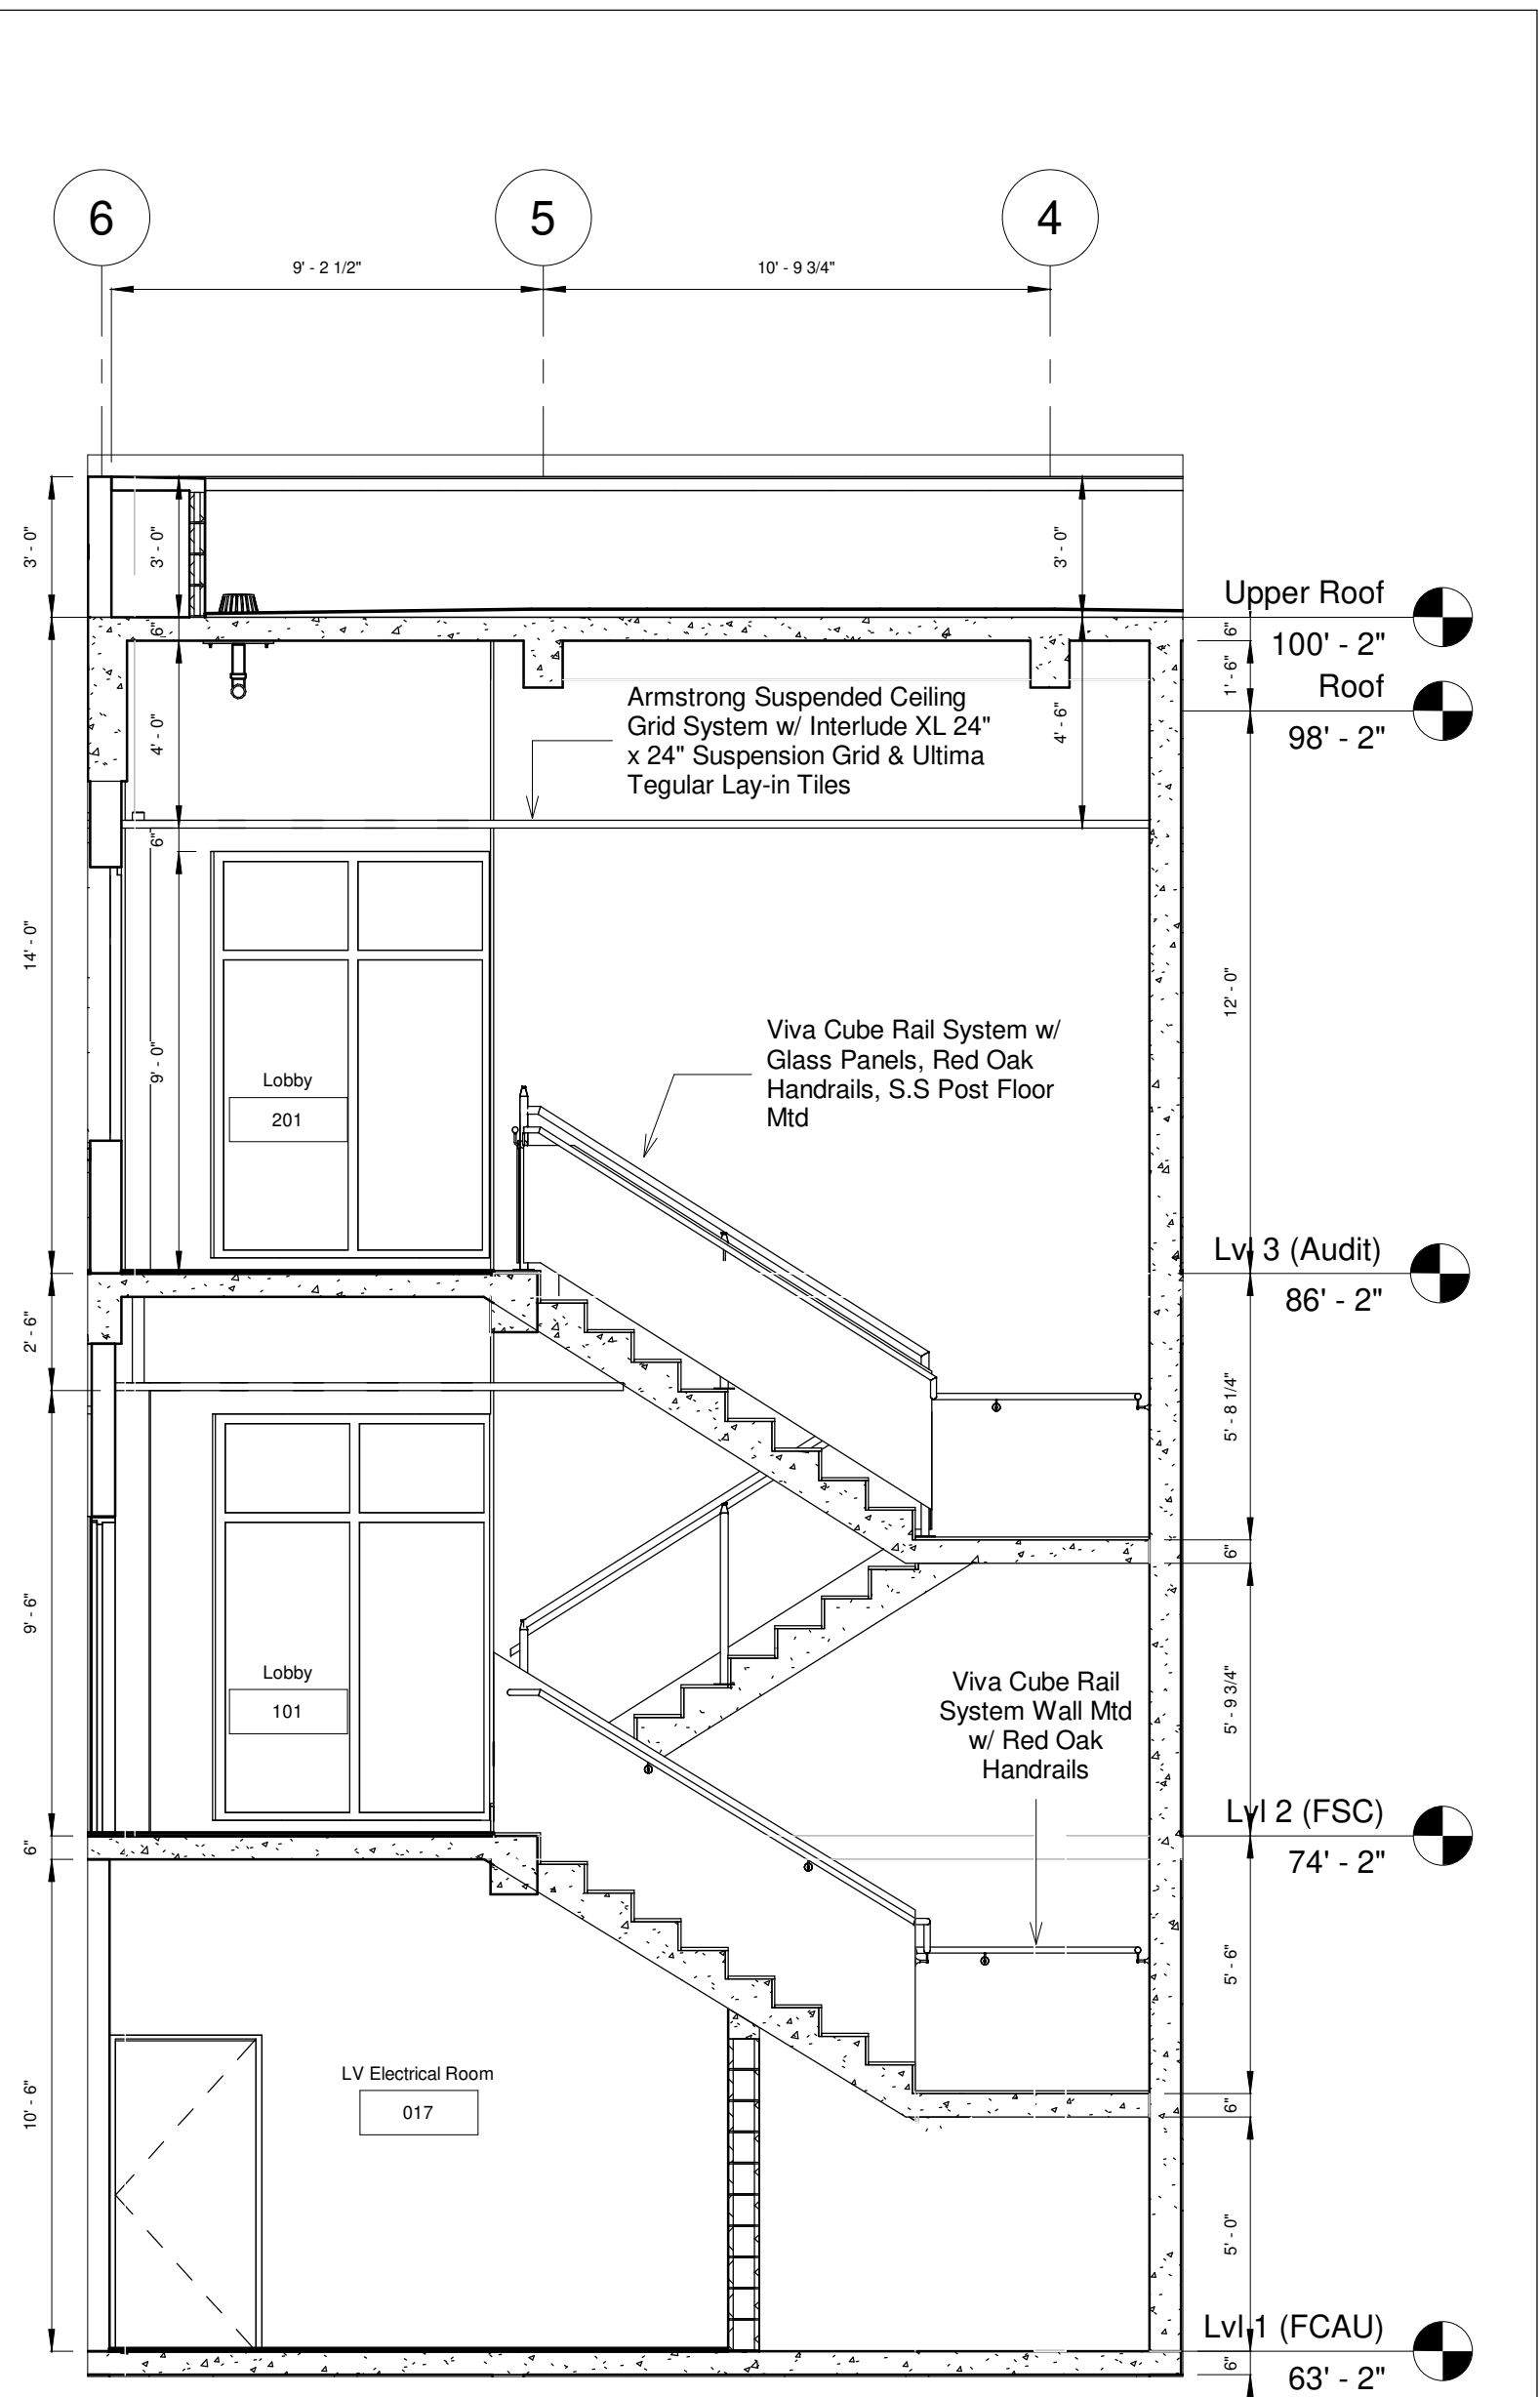 6
5
4
9' - 2 1/2"
10' - 9 3/4"
3' - 0"
3' - 0"
3' - 0"
Upper Roof
100' - 2"
6"
6"
1' - 6"
Roof
98' - 2"
Armstrong Suspended Ceiling
Grid System w/ Interlude XL 24"
x 24" Suspension Grid & Ultima
Tegular Lay-in Tiles
4' - 0"
4' - 6"
6"
14' - 0"
9' - 0"
12' - 0"
Viva Cube Rail System w/
Glass Panels, Red Oak
Handrails, S.S Post Floor
Mtd
Lobby
201
Lvl 3 (Audit)
86' - 2"
2' - 6"
5' - 8 1/4"
6"
9' - 6"
Lobby
101
5' - 9 3/4"
Viva Cube Rail
System Wall Mtd
w/ Red Oak
Handrails
Lvl 2 (FSC)
74' - 2"
6"
5' - 6"
LV Electrical Room
017
10' - 6"
6"
5' - 0"
Lvl 1 (FCAU)
63' - 2"
6"